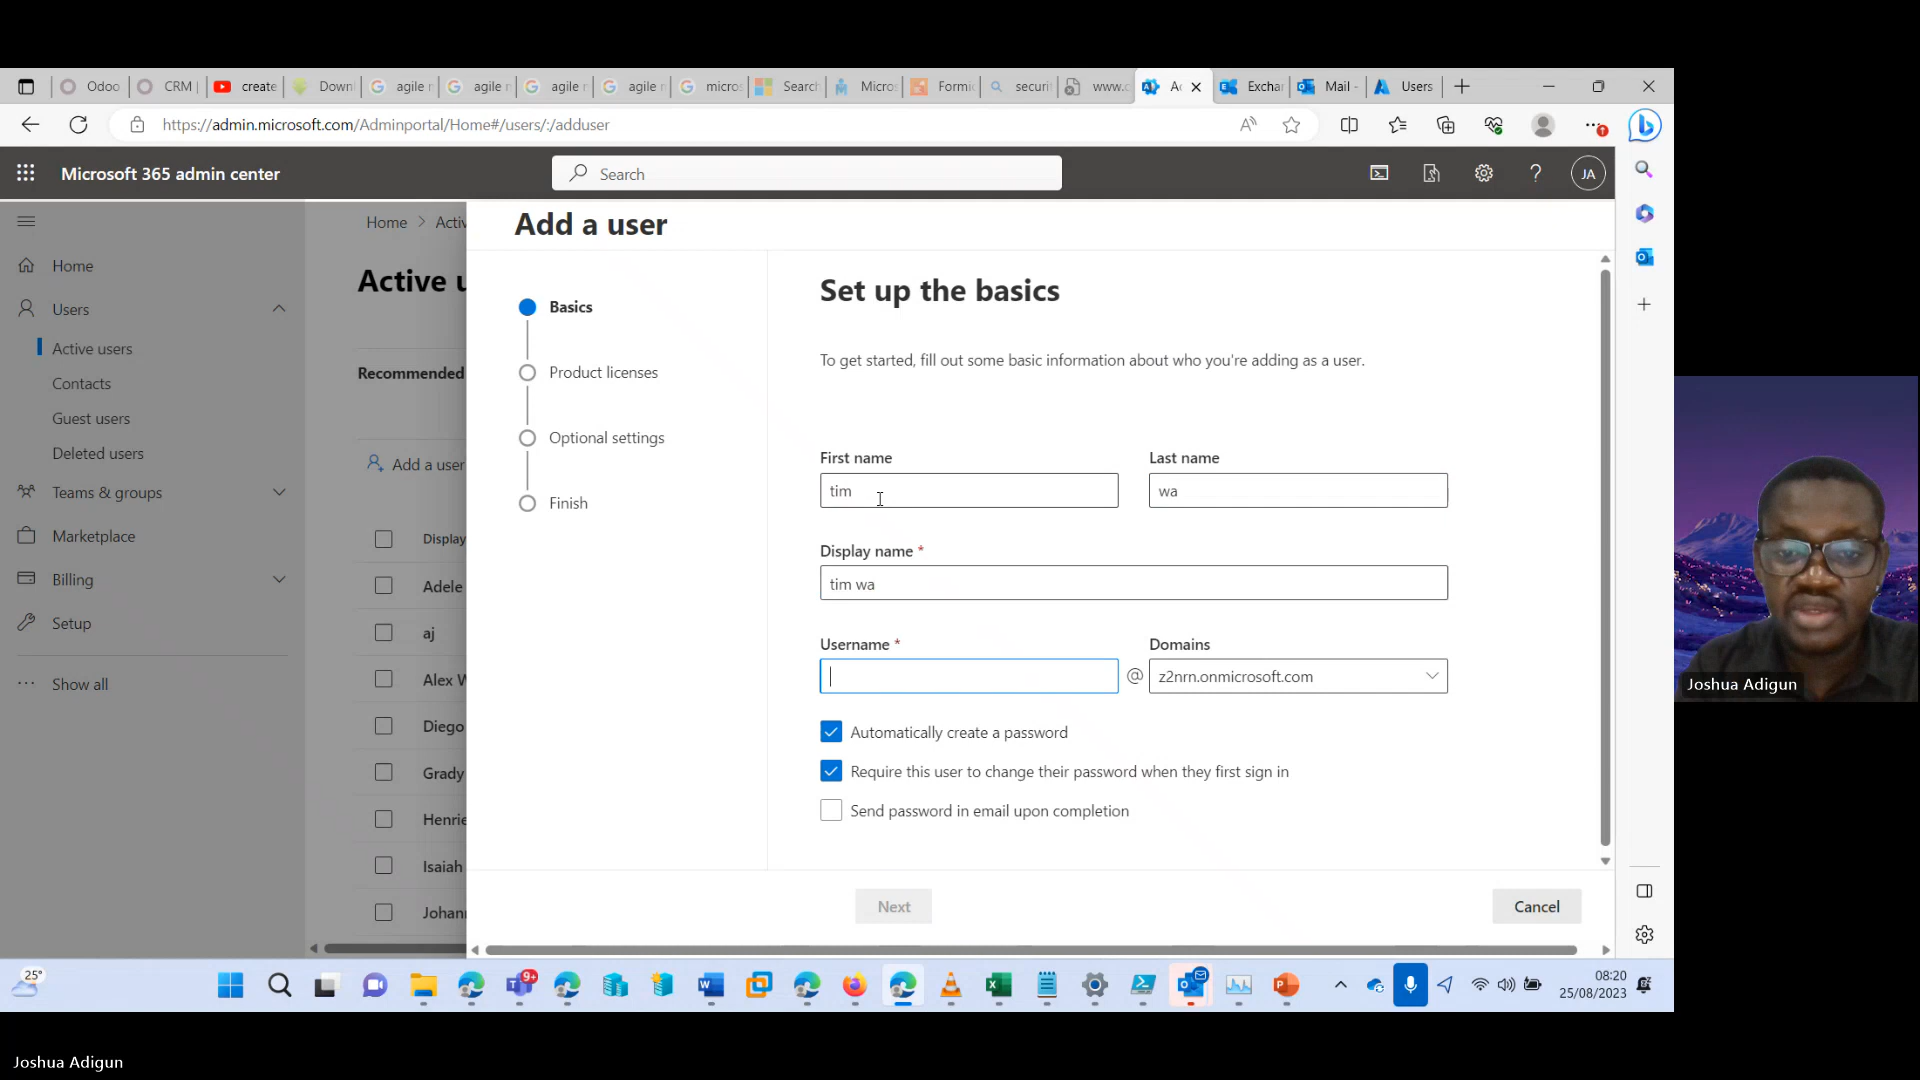 Odoo
CRM
create
Down
agile r
agile n
agile n
agile r
micro
Search
Micro
Formi
securi
www.c
Exchar
Mail -
Users
https://admin.microsoft.com/Adminportal/Home#/users/:/adduser
Microsoft 365 admin center
Search
JA
Home
Users
Active users
Contacts
Guest users
Deleted users
Teams & groups
Marketplace
Billing
Setup
Show all
Home > Activ
Active u
Recommended
Add a user
Display
Adele
aj
Alex W
Diego
Grady
Henrie
Isaiah
Johann
Add a user
Basics
Product licenses
Optional settings
Finish
Set up the basics
To get started, fill out some basic information about who you're adding as a user.
First name
Last name
tim
wa
Display name *
tim wa
Username *
Domains
@
z2nrn.onmicrosoft.com
Automatically create a password
Require this user to change their password when they first sign in
Send password in email upon completion
Next
Cancel
Joshua Adigun
25°
9+
08:20
25/08/2023
Joshua Adigun